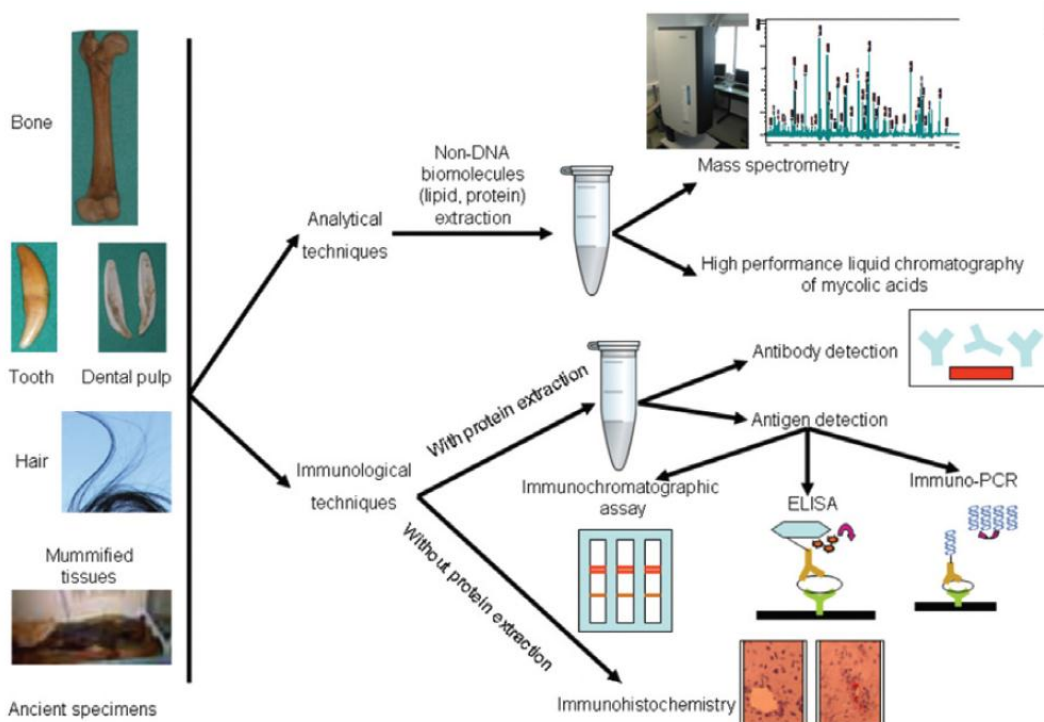 Bone
Tooth
Dental pulp
Hair
Mummified
tissues
Ancient specimens
Analytical
techniques
Non-DNA
biomolecules
(lipid, protein)
extraction
Mass spectrometry
High performance liquid chromatography
of mycolic acids
Immunological
techniques
With protein extraction
Without protein extraction
Antibody detection
Antigen detection
Immunochromatographic
assay
ELISA
Immuno-PCR
Immunohistochemistry